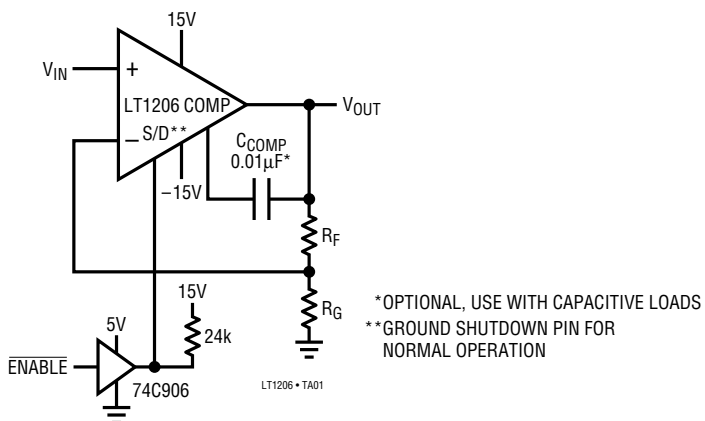 15V
V_IN
+
LT1206 COMP
V_OUT
– S/D**
C_COMP
0.01µF*
–15V
R_F
15V
R_G
*OPTIONAL, USE WITH CAPACITIVE LOADS
5V
24k
**GROUND SHUTDOWN PIN FOR
NORMAL OPERATION
ENABLE
74C906
LT1206 • TA01